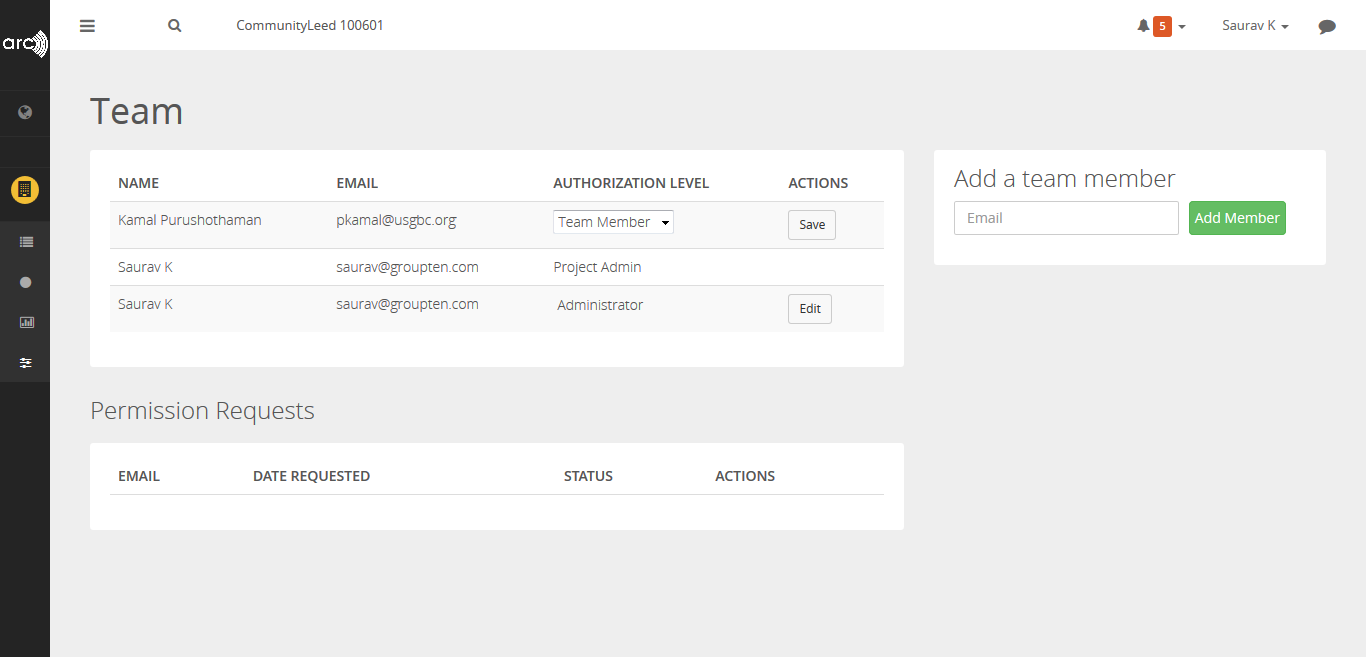 arc
CommunityLeed 100601
5
Saurav K
Team
NAME EMAIL AUTHORIZATION LEVEL ACTIONS
Kamal Purushothaman pkamal@usgbc.org Team Member Save
Saurav K saurav@groupten.com Project Admin
Saurav K saurav@groupten.com Administrator Edit
Add a team member
Email Add Member
Permission Requests
EMAIL DATE REQUESTED STATUS ACTIONS